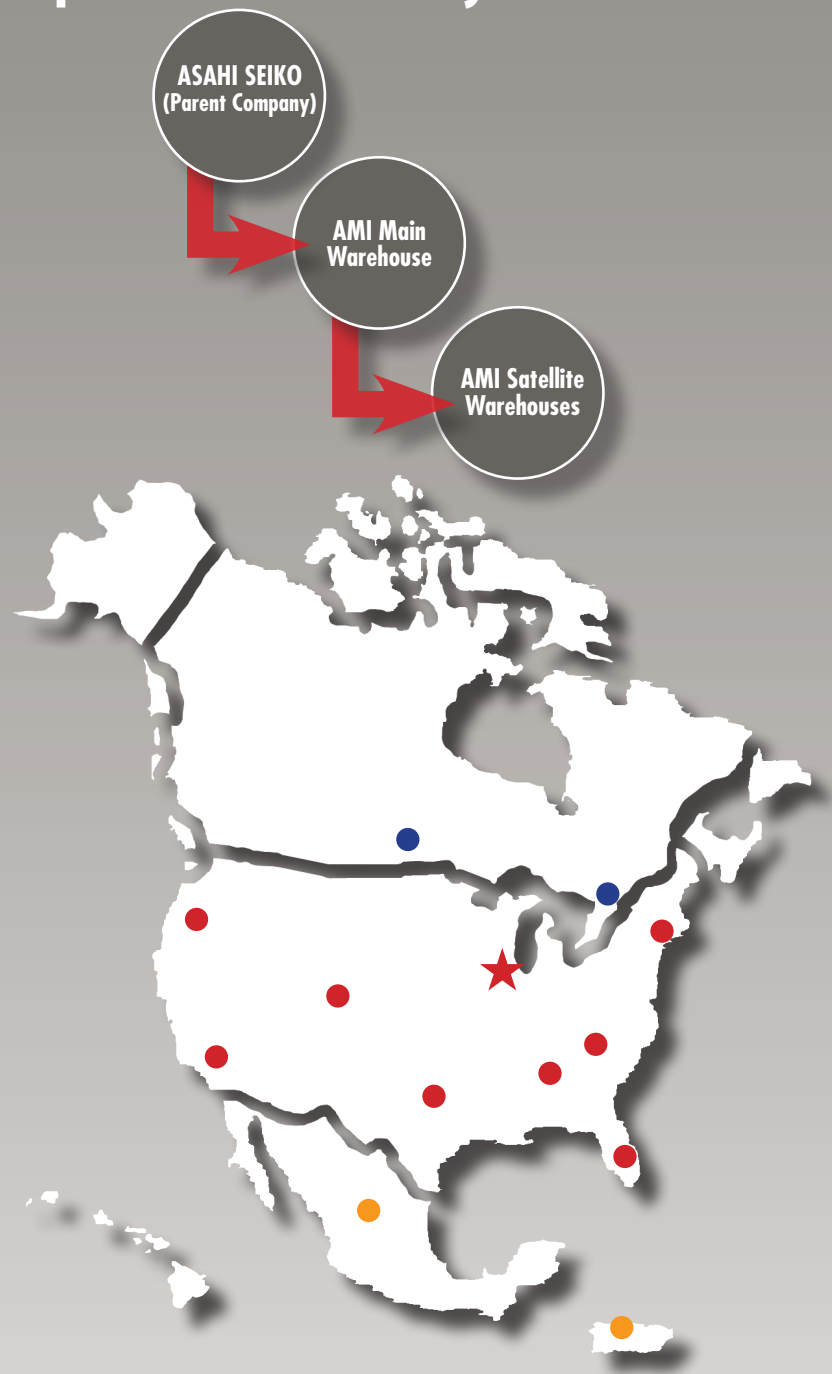 ASAHI SEIKO
(Parent Company)
AMI Main
Warehouse
AMI Satellite
Warehouses